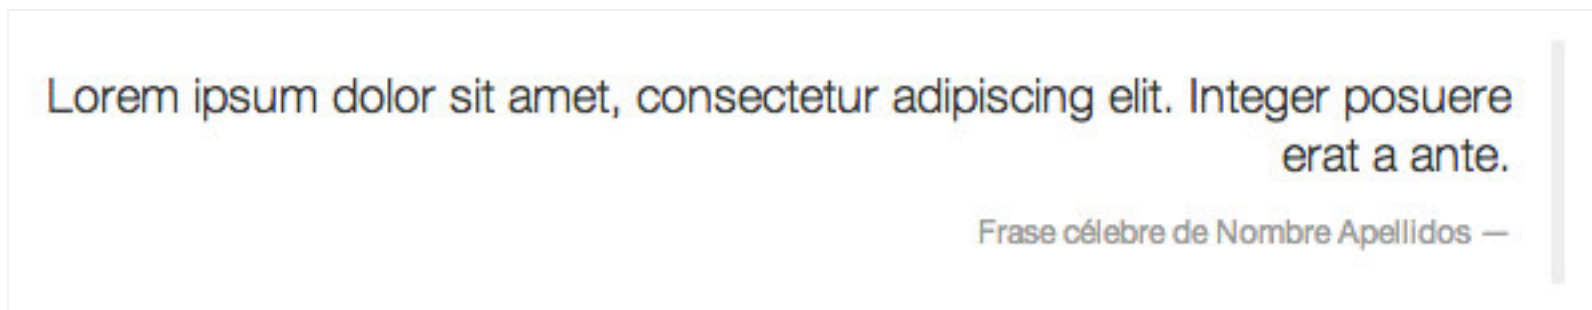 Lorem ipsum dolor sit amet, consectetur adipiscing elit. Integer posuere
erat a ante.
Frase célebre de Nombre Apellidos —